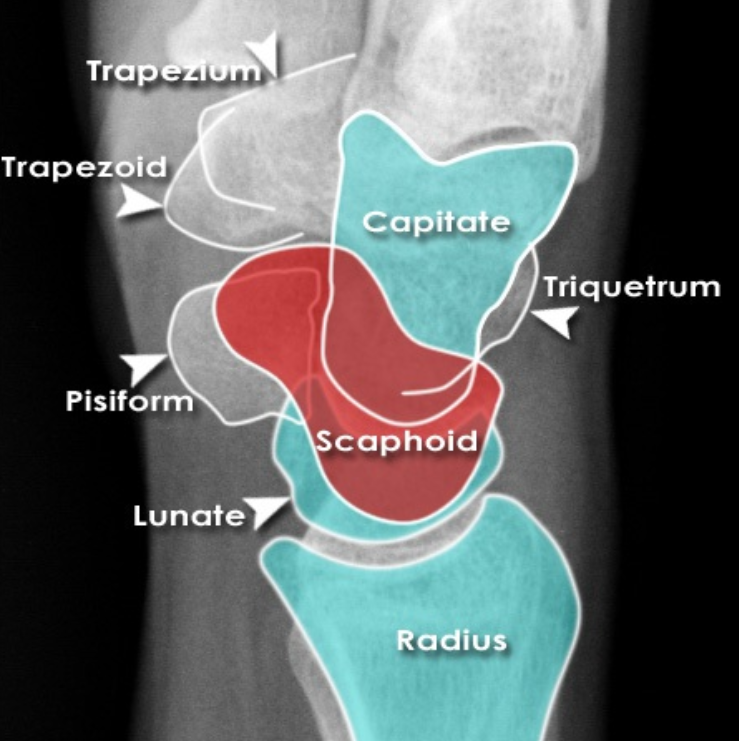 Trapezium
Trapezoid
Capitate
Triquetrum
Pisiform
Scaphoid
Lunate
Radius